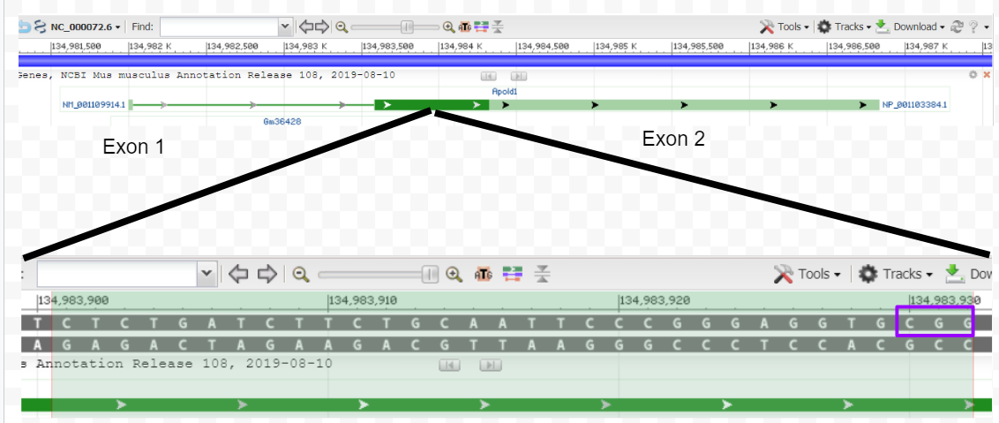 NC_000072.6 Find: ATG Tools Tracks Download ?
134,981,500 134,982 K 134,982,500 134,983 K 134,983,500 134,984 K 134,984,500 134,985 K 134,985,500 134,986 K 134,986,500 134,987 K 13
Genes, NCBI Mus musculus Annotation Release 108, 2019-08-10
Apold1
NM_001109914.1 NP_001103384.1
Gm36428
Exon 1 Exon 2
: ATG Tools Tracks Dov
134,983,900 134,983,910 134,983,920 134,983,930
T C T C T G A T C T T C T G C A A T T C C C G G G A G G T G C G G
A G A G A C T A G A A G A C G T T A A G G G C C C T C C A C G C C
s Annotation Release 108, 2019-08-10